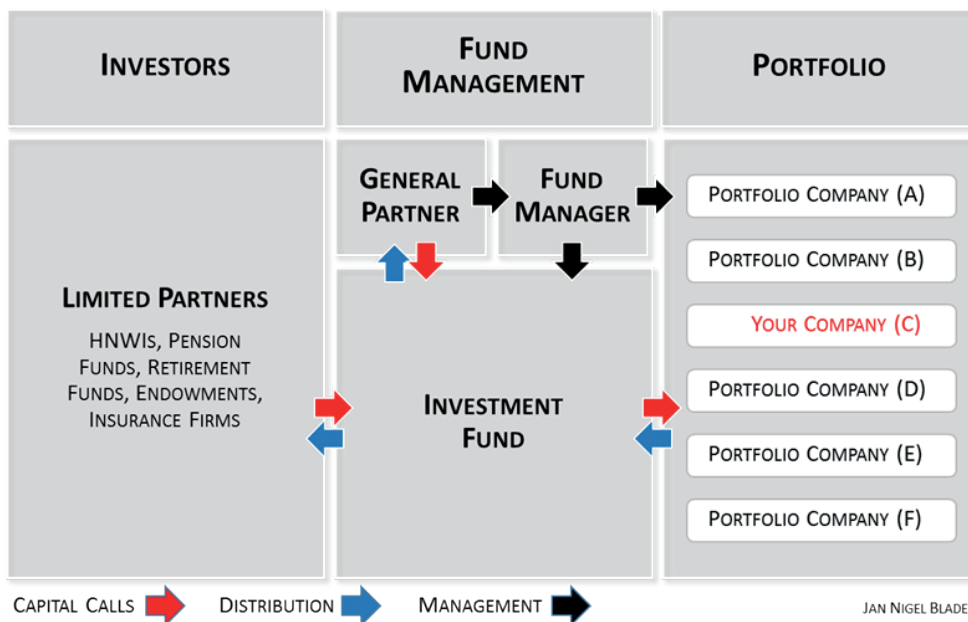 INVESTORS
FUND
MANAGEMENT
PORTFOLIO
GENERAL
PARTNER
FUND
MANAGER
LIMITED PARTNERS
HNWIS, PENSION
FUNDS, RETIREMENT
FUNDS, ENDOWMENTS,
INSURANCE FIRMS
INVESTMENT
FUND
PORTFOLIO COMPANY (A)
PORTFOLIO COMPANY (B)
YOUR COMPANY (C)
PORTFOLIO COMPANY (D)
PORTFOLIO COMPANY (E)
PORTFOLIO COMPANY (F)
CAPITAL CALLS
DISTRIBUTION
MANAGEMENT
JAN NIGEL BLADE